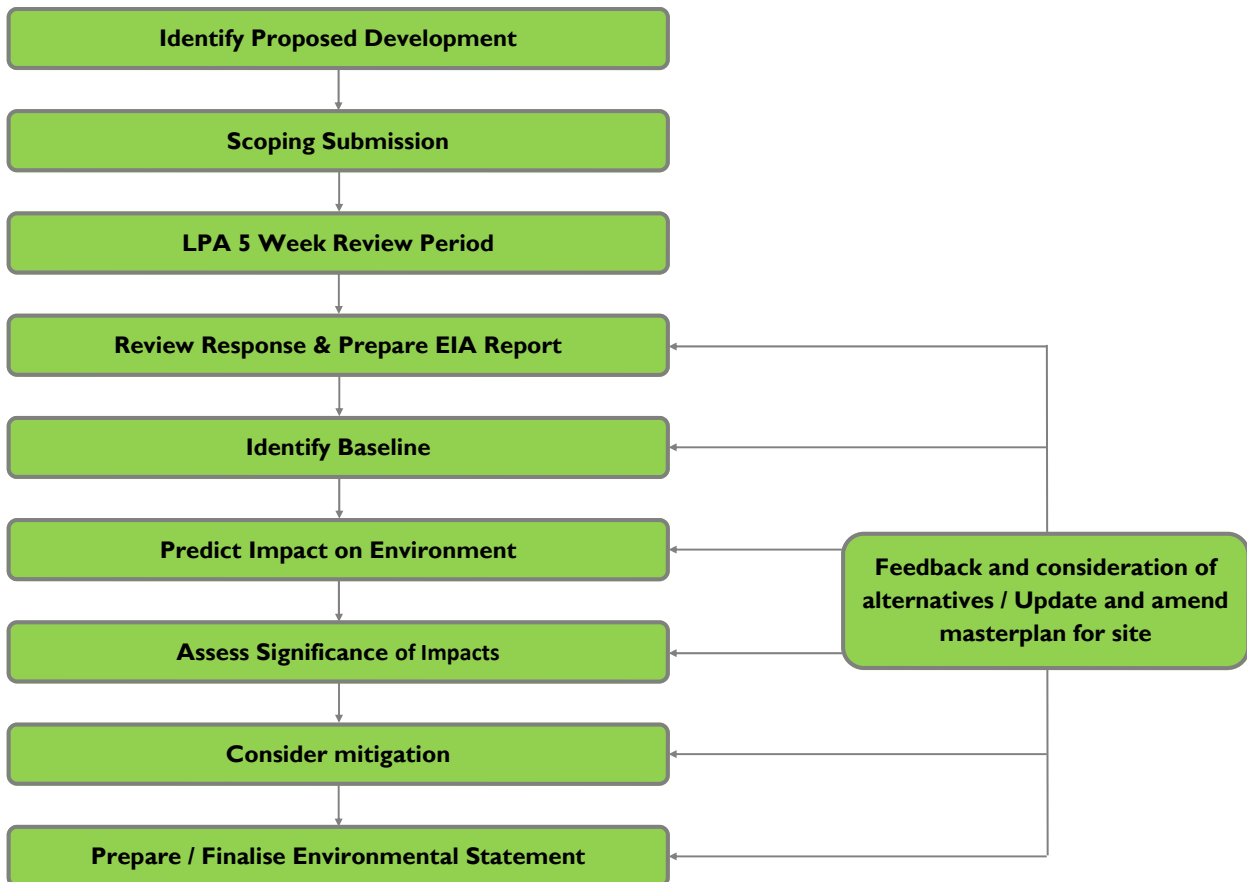 Identify Proposed Development
Scoping Submission
LPA 5 Week Review Period
Review Response & Prepare EIA Report
Identify Baseline
Predict Impact on Environment
Assess Significance of Impacts
Consider mitigation
Prepare / Finalise Environmental Statement
Feedback and consideration of
alternatives / Update and amend
masterplan for site